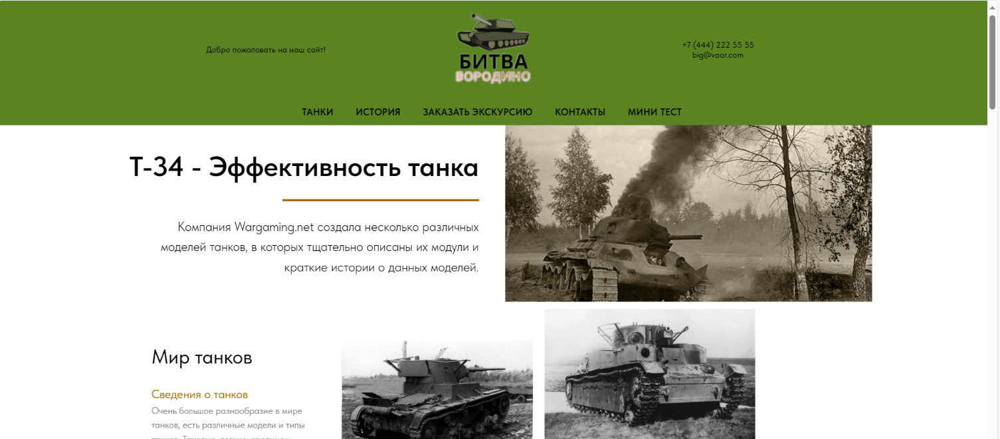 Добро пожаловать на наш сайт!
БИТВА
БОРОДИНО
+7 (444) 222 55 55
big@vaar.com
ТАНКИ ИСТОРИЯ ЗАКАЗАТЬ ЭКСКУРСИЮ КОНТАКТЫ МИНИ ТЕСТ
Т-34 - Эффективность танка
Компания Wargaming.net создала несколько различных
моделей танков, в которых тщательно описаны их модули и
краткие истории о данных моделей.
Мир танков
Сведения о танков
Очень большое разнообразие в мире
танков, есть различные модели и типы